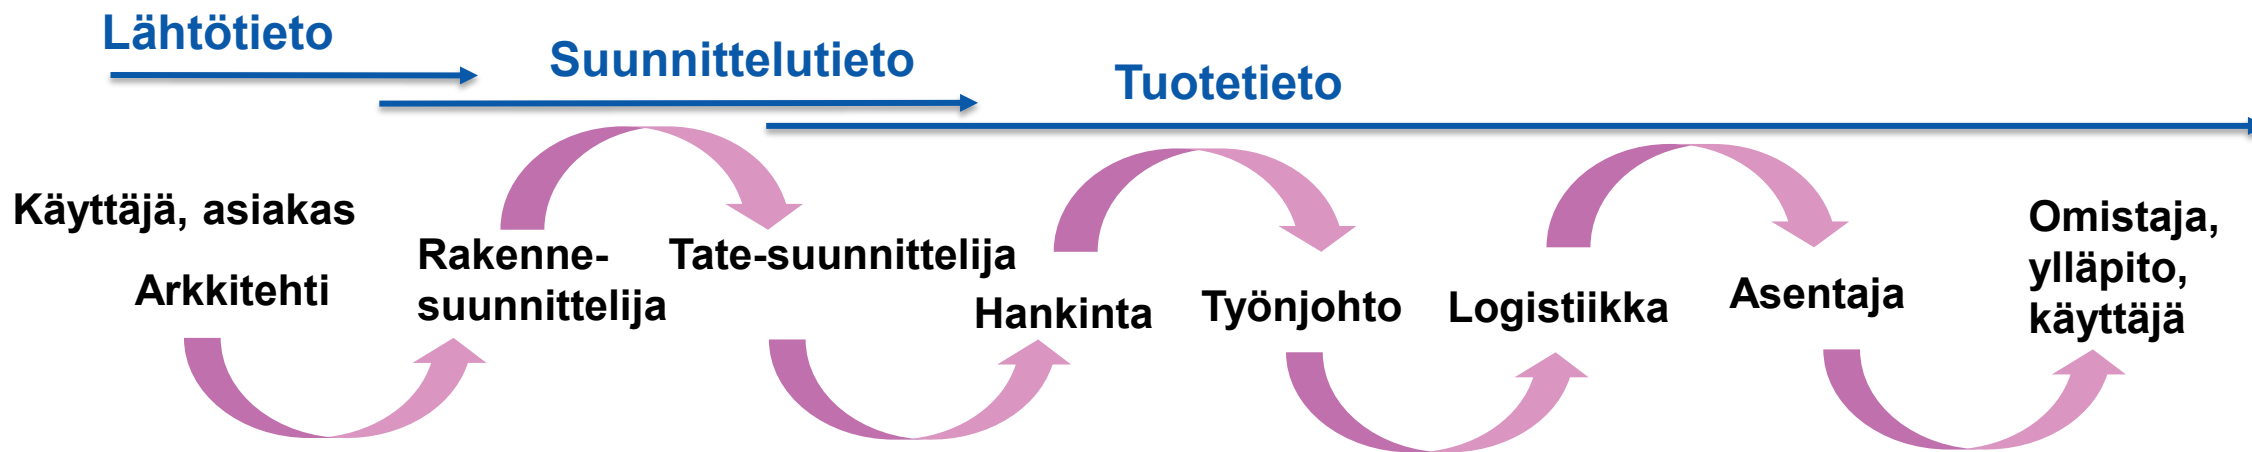 Lähtötieto
Suunnittelutieto
Tuotetieto
Käyttäjä, asiakas
Arkkitehti
Rakenne-
suunnittelija
Tate-suunnittelija
Hankinta
Työnjohto
Logistiikka
Asentaja
Omistaja,
ylläpito,
käyttäjä